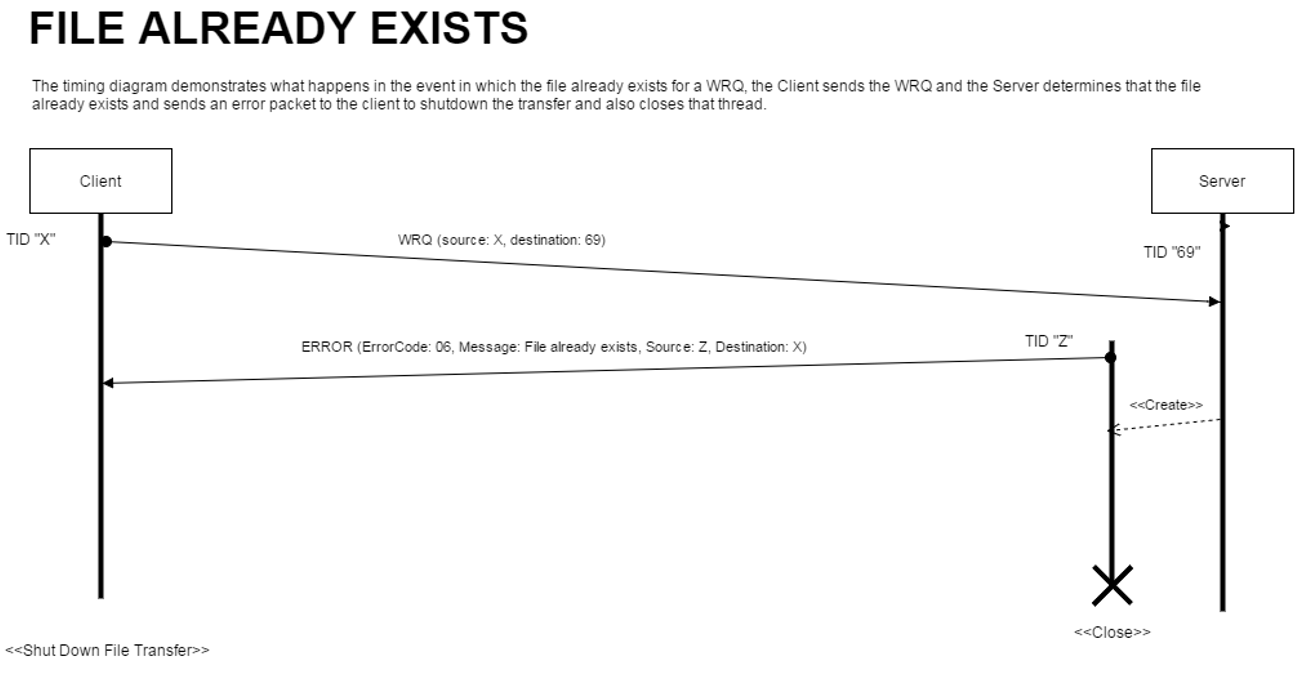 FILE ALREADY EXISTS
The timing diagram demonstrates what happens in the event in which the file already exists for a WRQ, the Client sends the WRQ and the Server determines that the file
already exists and sends an error packet to the client to shutdown the transfer and also closes that thread.
Client
Server
TID "X"
WRQ (source: X, destination: 69)
TID "69"
ERROR (ErrorCode: 06, Message: File already exists, Source: Z, Destination: X)
TID "Z"
<<Create>>
<<Close>>
<<Shut Down File Transfer>>